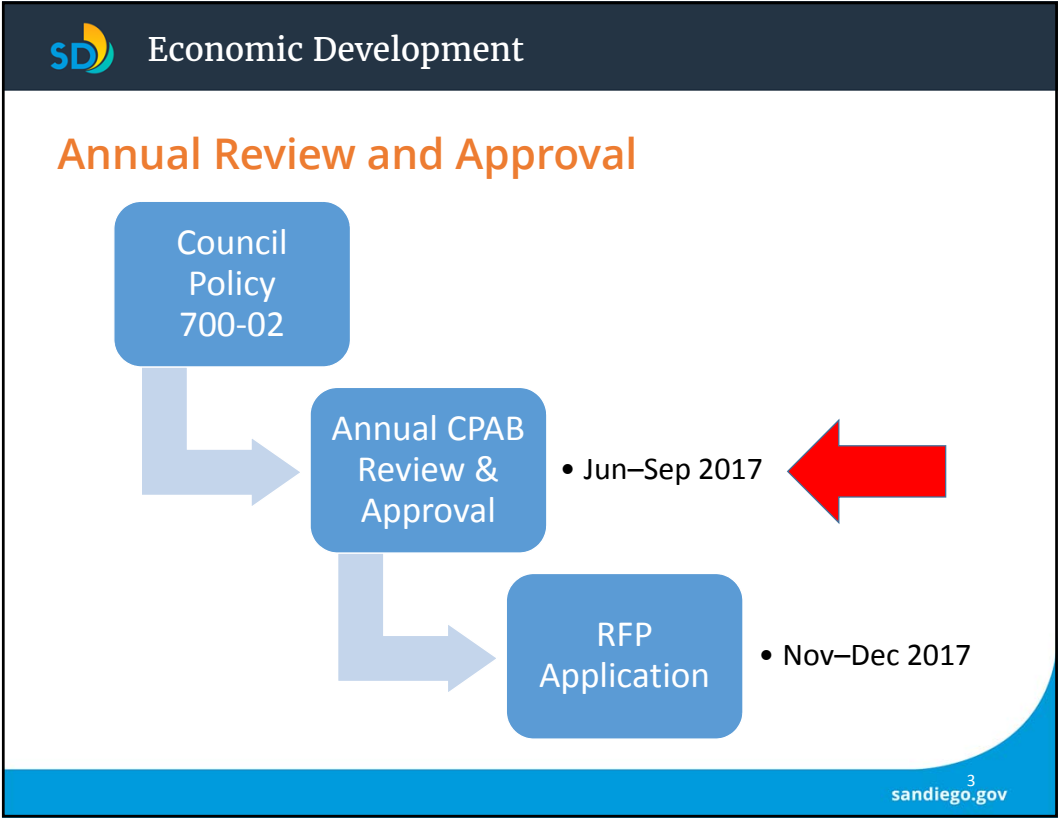 SD
Economic Development
Annual Review and Approval
Council
Policy
700-02
Annual CPAB
Review &
Approval
• Jun–Sep 2017
RFP
Application
• Nov–Dec 2017
3
sandiego.gov